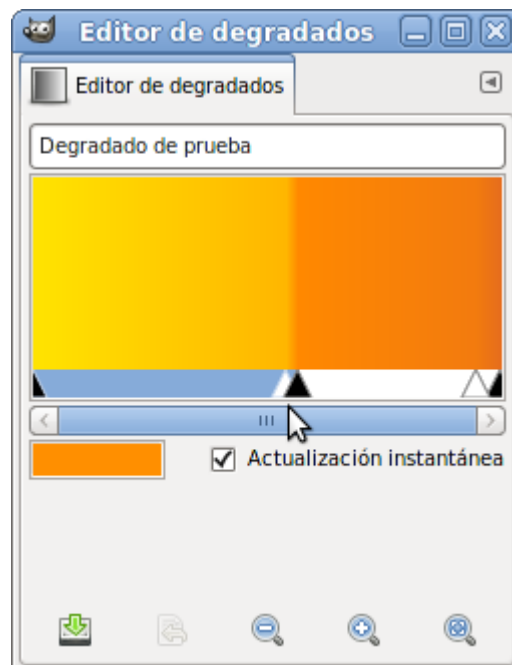 Editor de degradados
Editor de degradados
Degradado de prueba
Actualización instantánea